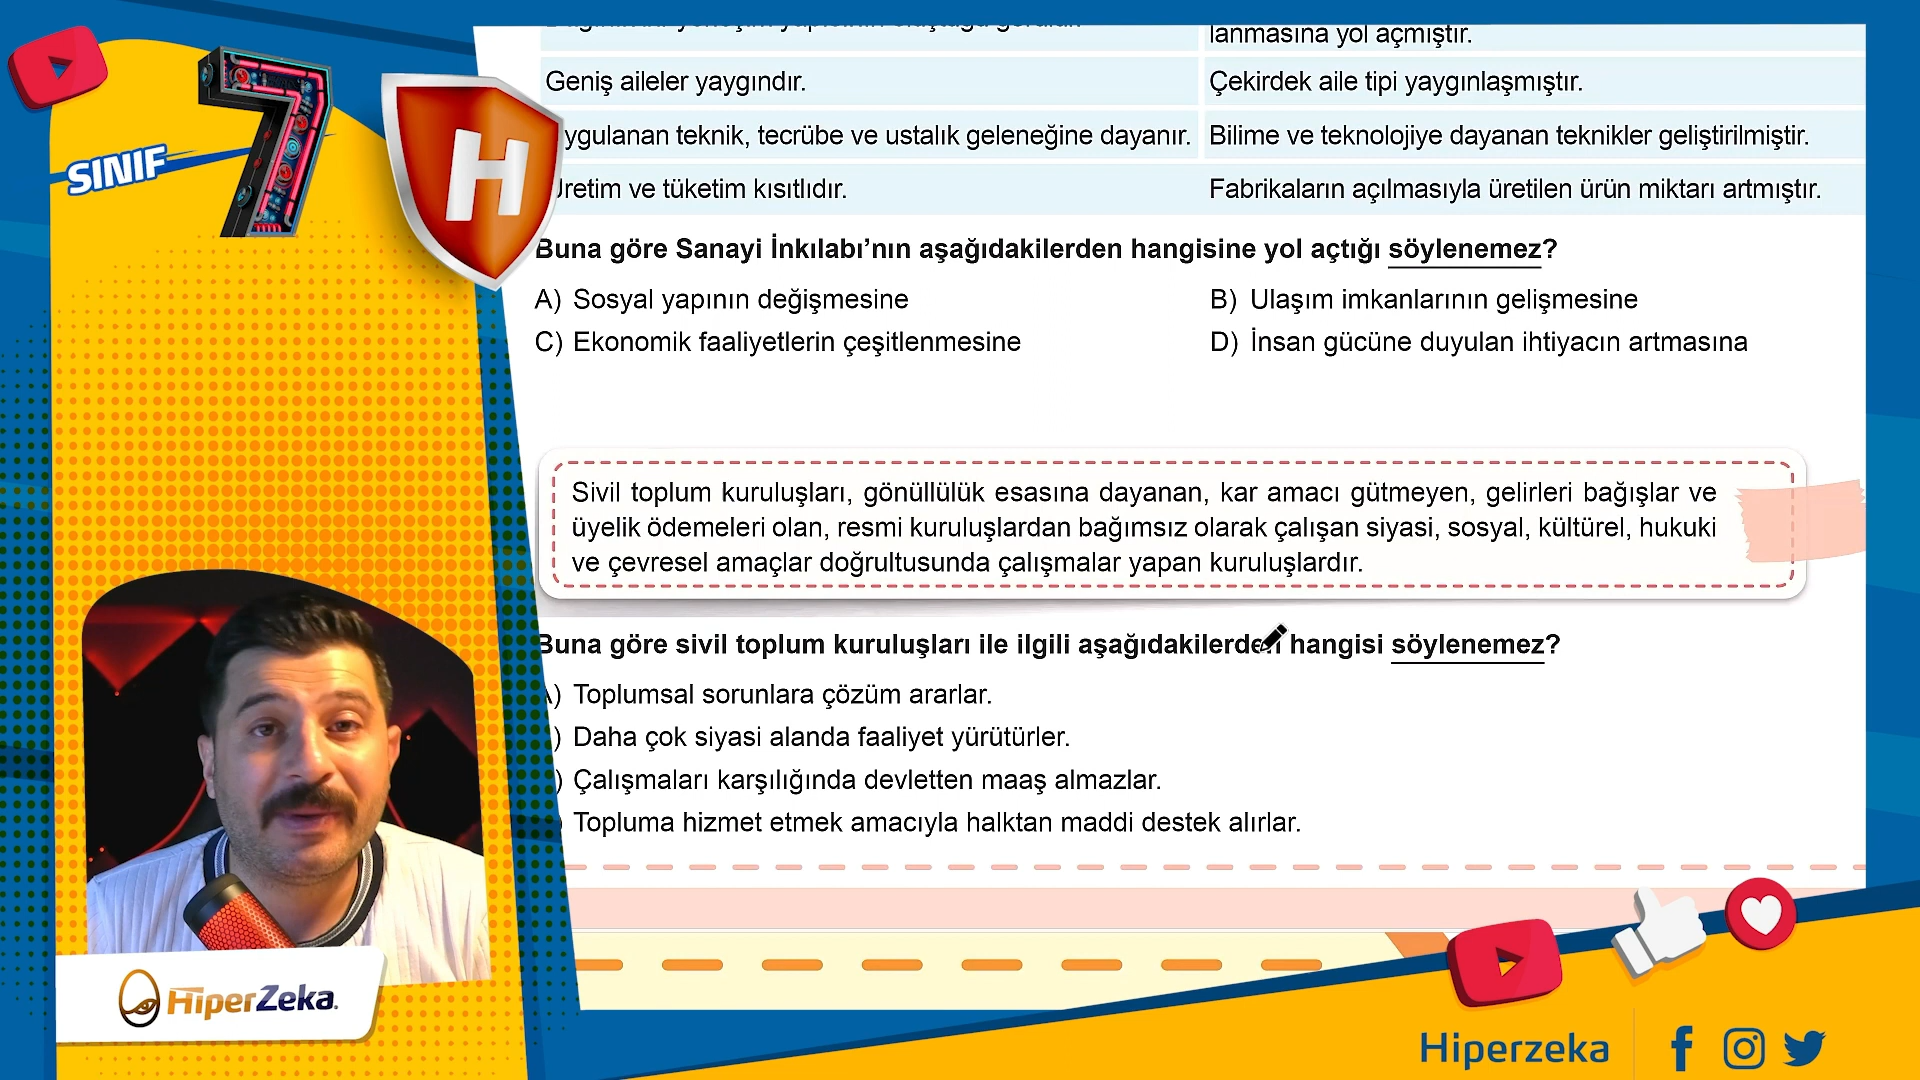 lanmasına yol açmıştır.
Geniş aileler yaygındır.
Çekirdek aile tipi yaygınlaşmıştır.
ygulanan teknik, tecrübe ve ustalık geleneğine dayanır.
Bilime ve teknolojiye dayanan teknikler geliştirilmiştir.
Üretim ve tüketim kısıtlıdır.
Fabrikaların açılmasıyla üretilen ürün miktarı artmıştır.
7
SINIF
H
Buna göre Sanayi İnkılabı’nın aşağıdakilerden hangisine yol açtığı söylenemez?
A) Sosyal yapının değişmesine
B) Ulaşım imkanlarının gelişmesine
C) Ekonomik faaliyetlerin çeşitlenmesine
D) İnsan gücüne duyulan ihtiyacın artmasına
Sivil toplum kuruluşları, gönüllülük esasına dayanan, kar amacı gütmeyen, gelirleri bağışlar ve
üyelik ödemeleri olan, resmi kuruluşlardan bağımsız olarak çalışan siyasi, sosyal, kültürel, hukuki
ve çevresel amaçlar doğrultusunda çalışmalar yapan kuruluşlardır.
Buna göre sivil toplum kuruluşları ile ilgili aşağıdakilerden hangisi söylenemez?
) Toplumsal sorunlara çözüm ararlar.
) Daha çok siyasi alanda faaliyet yürütürler.
) Çalışmaları karşılığında devletten maaş almazlar.
Topluma hizmet etmek amacıyla halktan maddi destek alırlar.
HiperZeka.
Hiperzeka